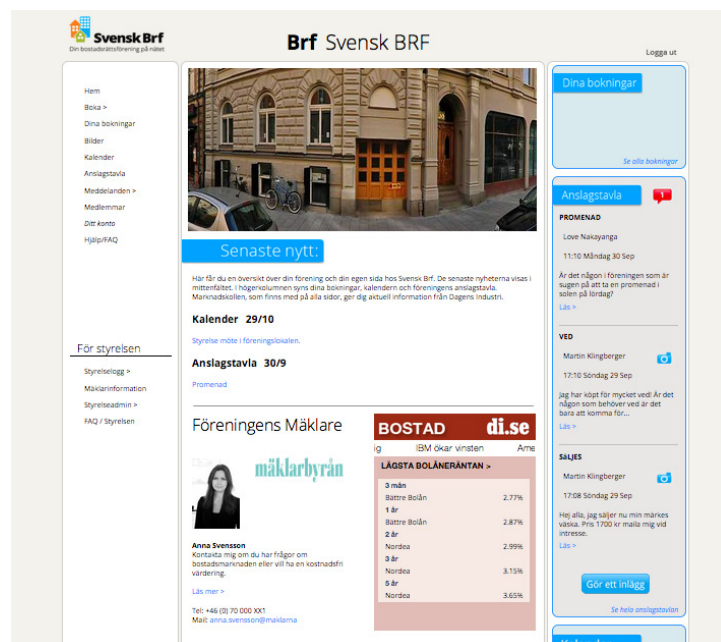 Svensk Brf
Din bostadsrättsförening på nätet
Brf Svensk BRF
Logga ut
Hem
Boka >
Dina bokningar
Bilder
Kalender
Anslagstavla
Meddelanden >
Medlemmar
Ditt konto
Hjälp/FAQ
För styrelsen
Styrelselogg >
Mäklarinformation
Styrelseadmin >
FAQ / Styrelsen
Senaste nytt:
Här får du en översikt över din förening och din egen sida hos Svensk Brf. De senaste nyheterna visas i
mittenfältet. I högerkolumnen syns dina bokningar, kalendern och föreningens anslagstavla.
Marknadskollen, som finns med på alla sidor, ger dig aktuell information från Dagens Industri.
Kalender 29/10
Styrelse möte i föreningslokalen.
Anslagstavla 30/9
Promenad
Föreningens Mäklare
mäklarbyrån
Anna Svensson
Kontakta mig om du har frågor om
bostadsmarknaden eller vill ha en kostnadsfri
värdering.
Läs mer >
Tel: +46 (0) 70 000 XX1
Mail: anna.svensson@maklarna
BOSTAD di.se
ig IBM ökar vinsten Ame
LÄGSTA BOLÅNERÄNTAN >
3 mån
Bättre Bolån 2.77%
1 år
Bättre Bolån 2.87%
2 år
Nordea 2.99%
3 år
Nordea 3.15%
5 år
Nordea 3.65%
Dina bokningar
Se alla bokningar
Anslagstavla 1
PROMENAD
Love Nakayanga
11:10 Måndag 30 Sep
Är det någon i föreningen som är
sugen på att ta en promenad i
solen på lördag?
Läs >
VED
Martin Klingberger
17:10 Söndag 29 Sep
Jag har köpt för mycket ved! Är det
någon som behöver ved är det
bara att komma för...
Läs >
SäLJES
Martin Klingberger
17:08 Söndag 29 Sep
Hej alla, jag säljer nu min märkes
väska. Pris 1700 kr maila mig vid
intresse.
Läs >
Gör ett inlägg
Se hela anslagstavlan